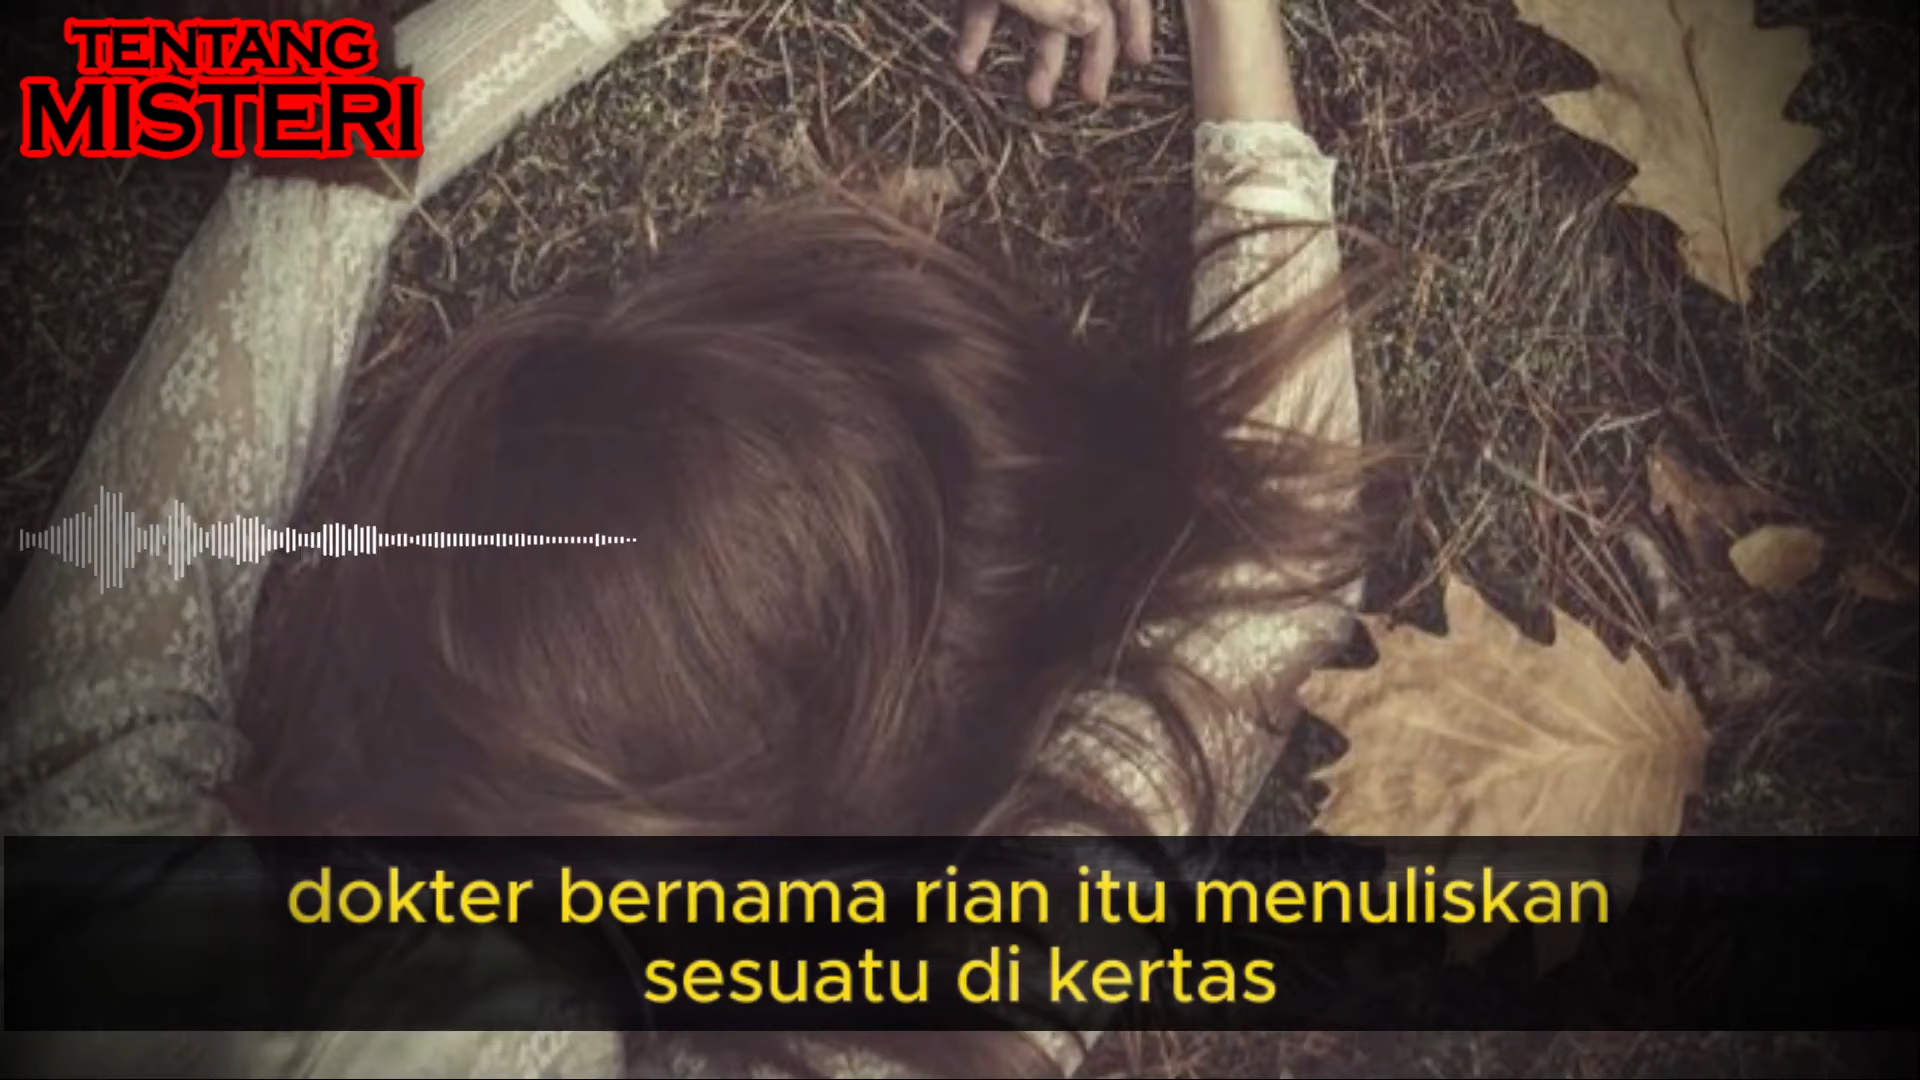 TENTANG
MISTERI
dokter bernama rian itu menuliskan
sesuatu di kertas